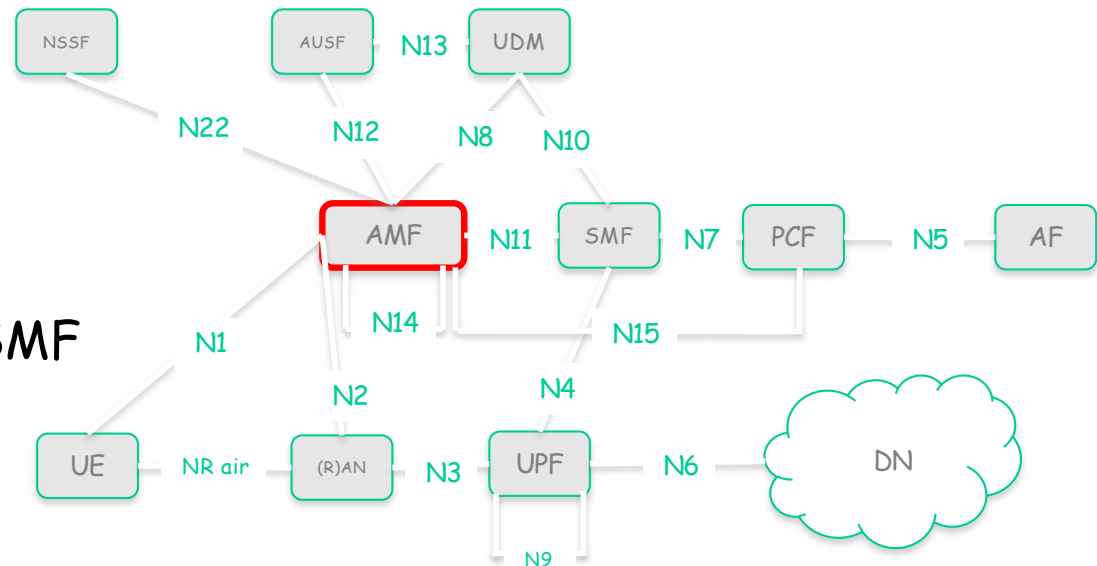 NSSF
AUSF
N13
UDM
N22
N12
N8
N10
AMF
N11
SMF
N7
PCF
N5
AF
N14
N15
N1
SMF
N2
N4
UE
NR air
(R)AN
N3
UPF
N6
DN
N9